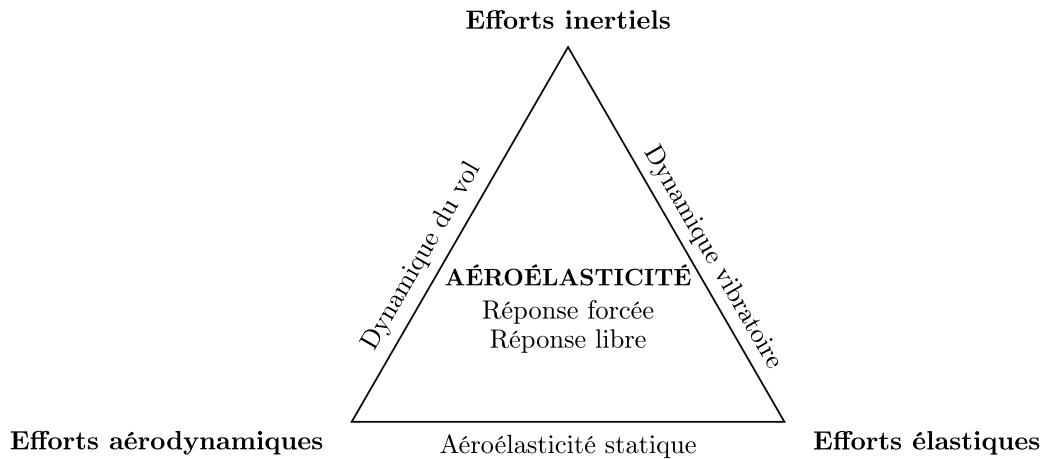 Efforts inertiels
Dynamique du vol
Dynamique vibratoire
AÉROÉLASTICITÉ
Réponse forcée
Réponse libre
Efforts aérodynamiques
Aéroélasticité statique
Efforts élastiques